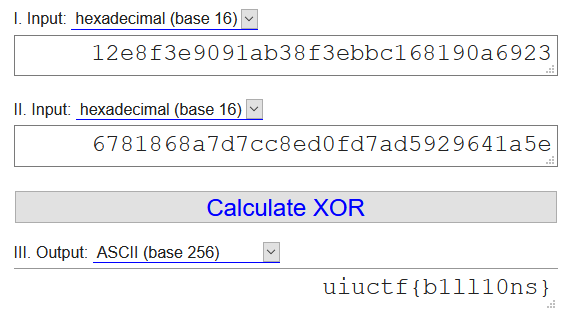 I. Input: hexadecimal (base 16)
12e8f3e9091ab38f3ebbc168190a6923
II. Input: hexadecimal (base 16)
6781868a7d7cc8ed0fd7ad5929641a5e
Calculate XOR
III. Output: ASCII (base 256)
uiuctf{b1ll10ns}